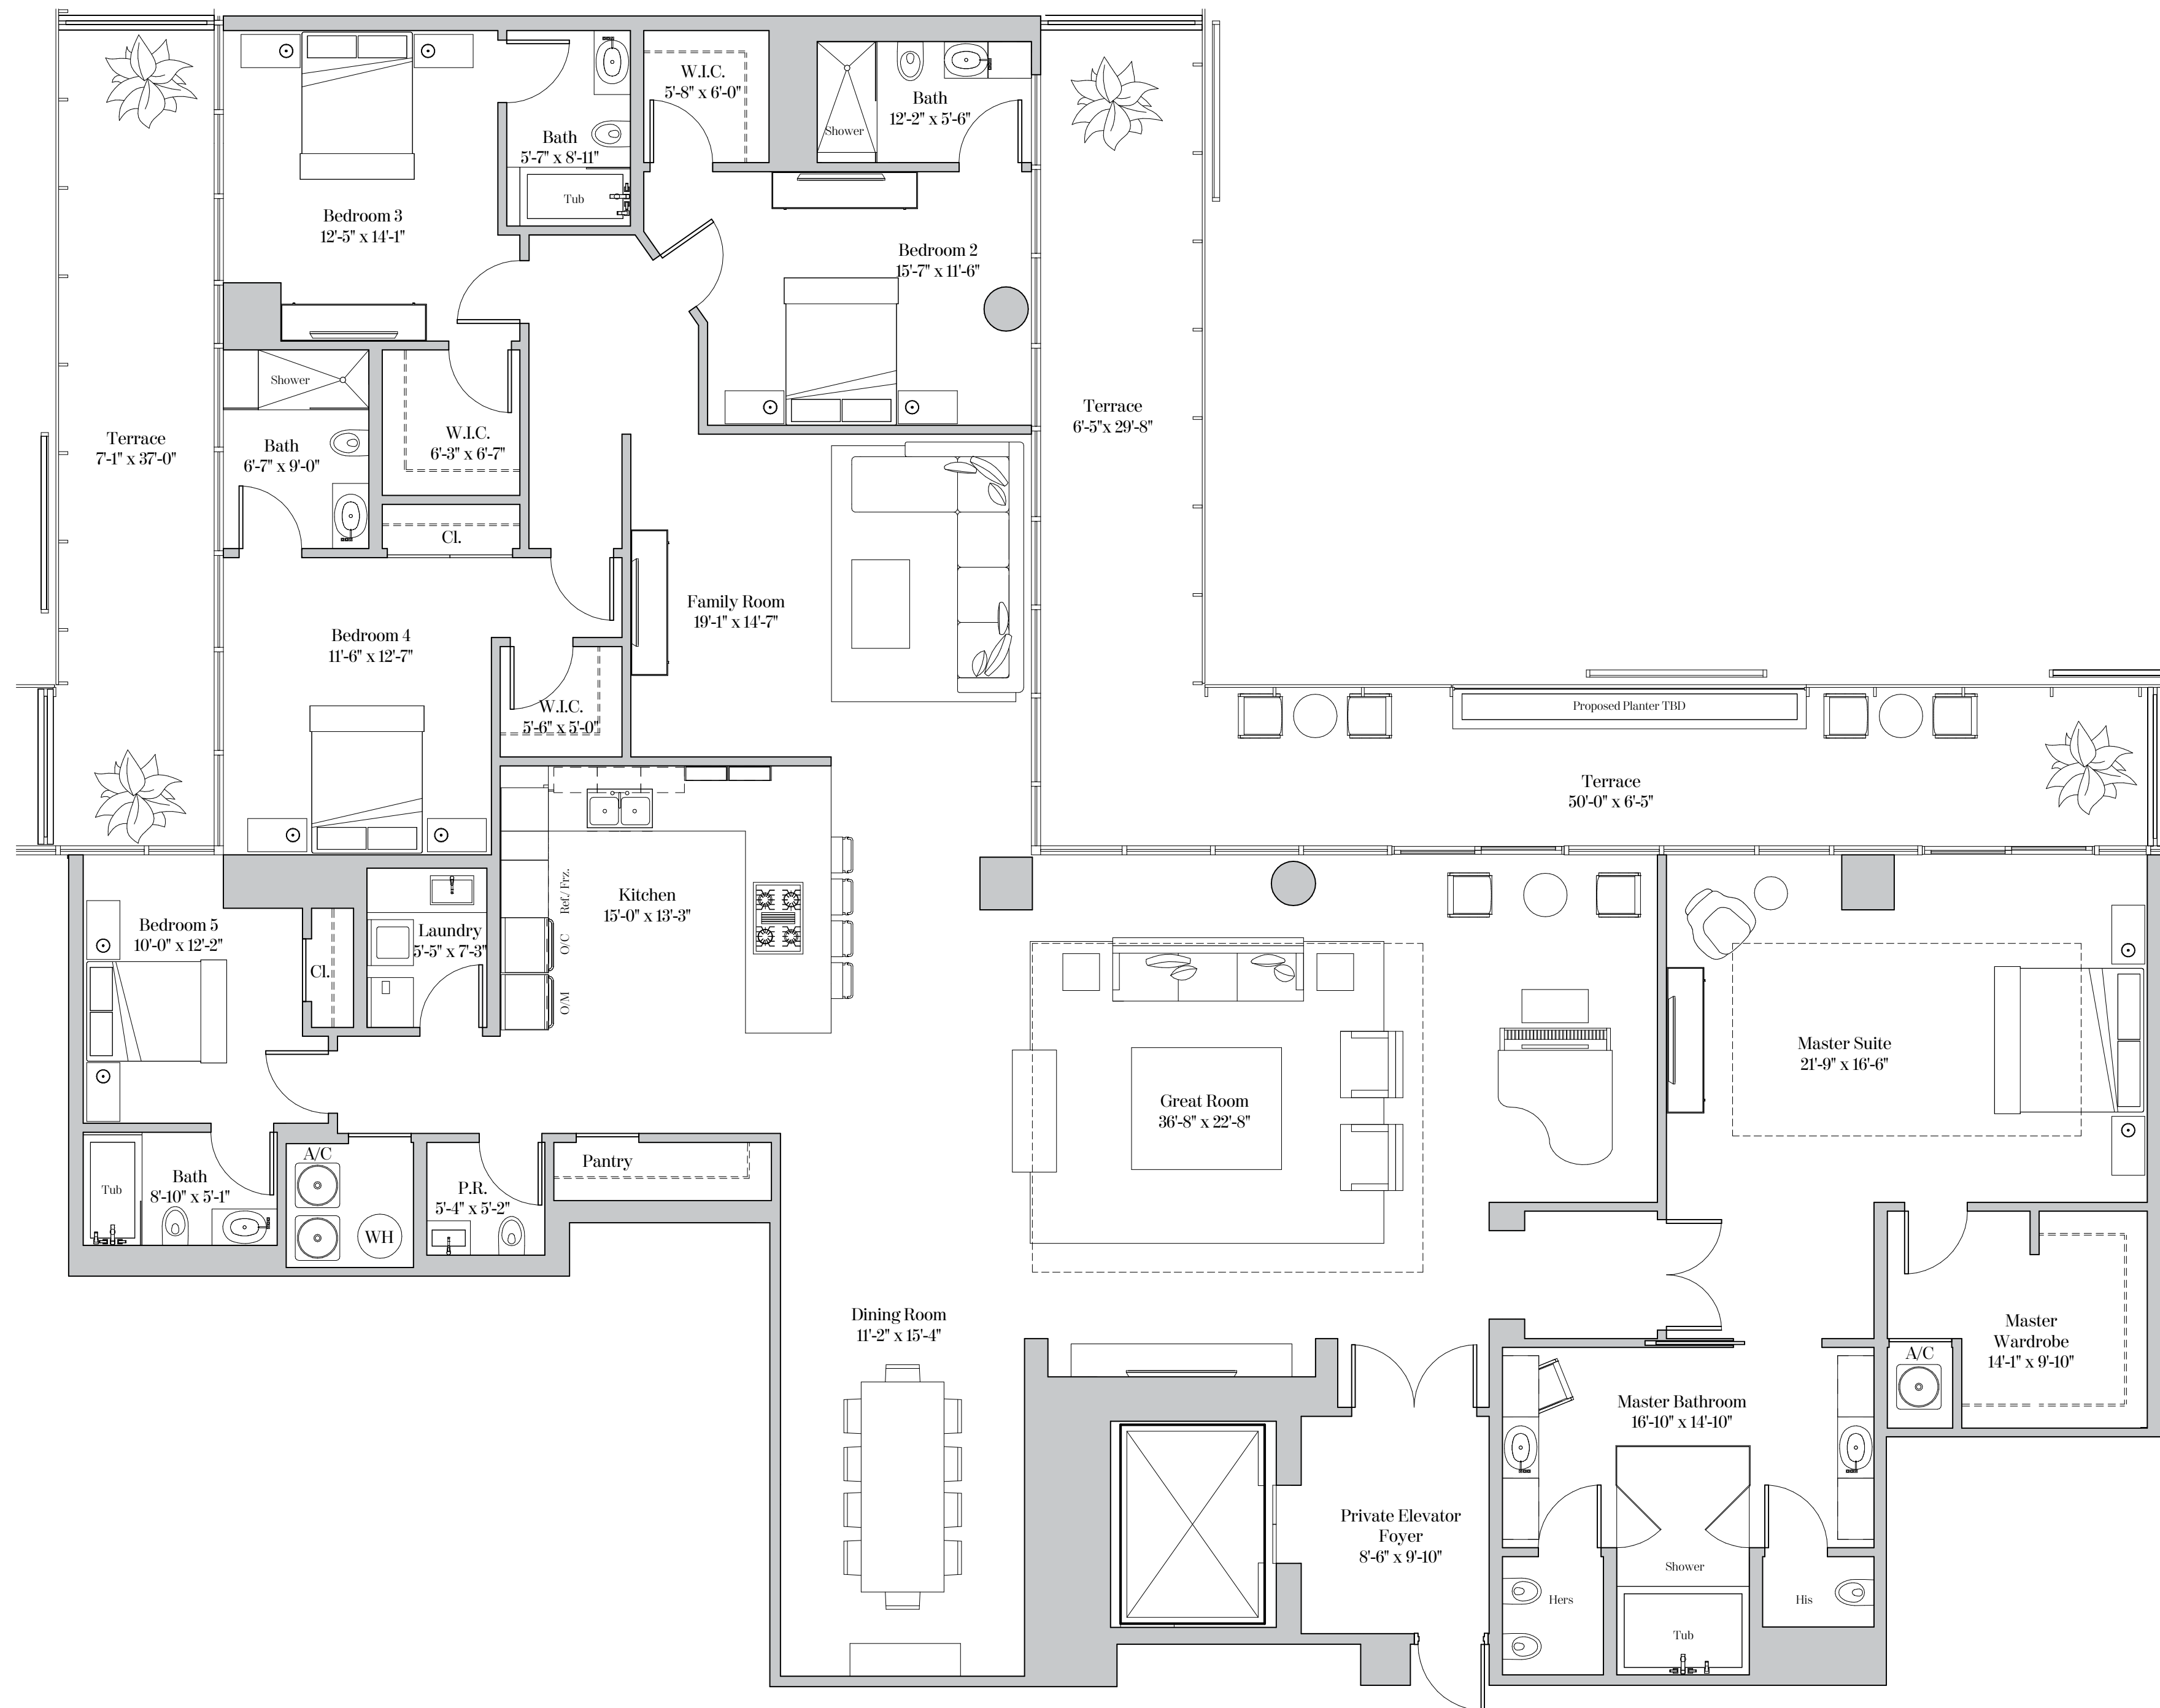 W.I.C.
5'-8" x 6'-0"
Bath
12'-2" x 5'-6"
Shower
Bath
5'-7" x 8'-11"
Tub
Bedroom 3
12'-5" x 14'-1"
Bedroom 2
15'-7" x 11'-6"
Shower
Terrace
7'-1" x 37'-0"
Bath
6'-7" x 9'-0"
W.I.C.
6'-3" x 6'-7"
Terrace
6'-5"x 29'-8"
Cl.
Family Room
19'-1" x 14'-7"
Bedroom 4
11'-6" x 12'-7"
W.I.C.
5'-6" x 5'-0"
Proposed Planter TBD
Terrace
50'-0" x 6'-5"
Bedroom 5
10'-0" x 12'-2"
Cl.
Laundry
5'-5" x 7'-3"
Ref./ Frz.
O/C
O/M
Kitchen
15'-0" x 13'-3"
Great Room
36'-8" x 22'-8"
Master Suite
21'-9" x 16'-6"
Tub
Bath
8'-10" x 5'-1"
A/C
WH
P.R.
5'-4" x 5'-2"
Pantry
Dining Room
11'-2" x 15'-4"
Master
Wardrobe
14'-1" x 9'-10"
A/C
Master Bathroom
16'-10" x 14'-10"
Private Elevator
Foyer
8'-6" x 9'-10"
Shower
Hers
His
Tub